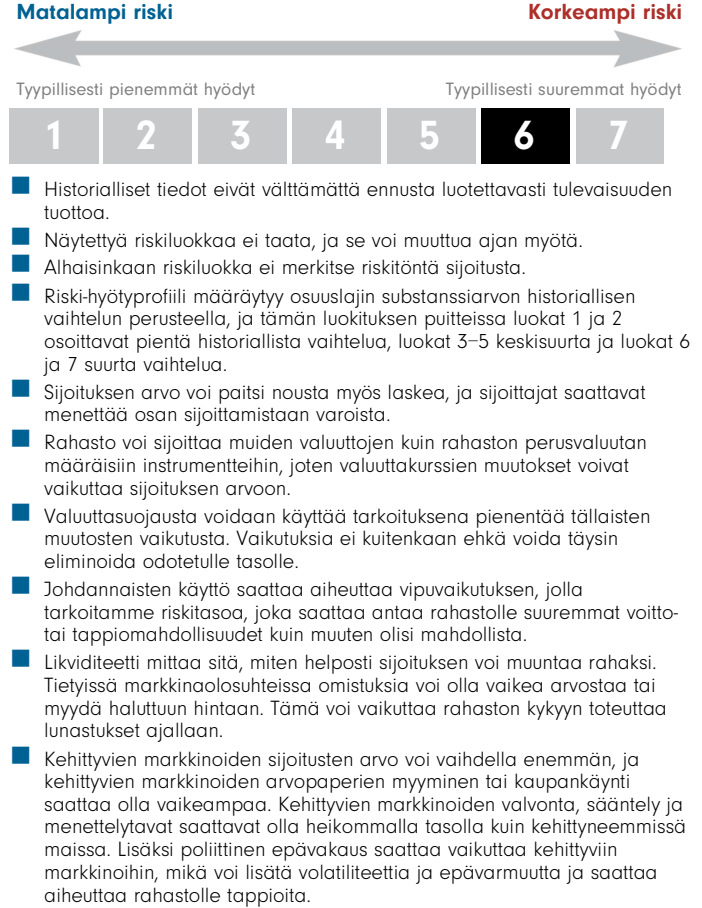 Matalampi riski Korkeampi riski
Tyypillisesti pienemmät hyödyt Tyypillisesti suuremmat hyödyt
1 2 3 4 5 6 7
Historialliset tiedot eivät välttämättä ennusta luotettavasti tulevaisuuden
tuottoa.
Näytettyä riskiluokkaa ei taata, ja se voi muuttua ajan myötä.
Alhaisinkaan riskiluokka ei merkitse riskitöntä sijoitusta.
Riski-hyötyprofiili määräytyy osuuslajin substanssiarvon historiallisen
vaihtelun perusteella, ja tämän luokituksen puitteissa luokat 1 ja 2
osoittavat pientä historiallista vaihtelua, luokat 3–5 keskisuurta ja luokat 6
ja 7 suurta vaihtelua.
Sijoituksen arvo voi paitsi nousta myös laskea, ja sijoittajat saattavat
menettää osan sijoittamistaan varoista.
Rahasto voi sijoittaa muiden valuuttojen kuin rahaston perusvaluutan
määräisiin instrumentteihin, joten valuuttakurssien muutokset voivat
vaikuttaa sijoituksen arvoon.
Valuuttasuojausta voidaan käyttää tarkoituksena pienentää tällaisten
muutosten vaikutusta. Vaikutuksia ei kuitenkaan ehkä voida täysin
eliminoida odotetulle tasolle.
Johdannaisten käyttö saattaa aiheuttaa vipuvaikutuksen, jolla
tarkoitamme riskitasoa, joka saattaa antaa rahastolle suuremmat voitto-
tai tappiomahdollisuudet kuin muuten olisi mahdollista.
Likviditeetti mittaa sitä, miten helposti sijoituksen voi muuntaa rahaksi.
Tietyissä markkinaolosuhteissa omistuksia voi olla vaikea arvostaa tai
myydä haluttuun hintaan. Tämä voi vaikuttaa rahaston kykyyn toteuttaa
lunastukset ajallaan.
Kehittyvien markkinoiden sijoitusten arvo voi vaihdella enemmän, ja
kehittyvien markkinoiden arvopaperien myyminen tai kaupankäynti
saattaa olla vaikeampaa. Kehittyvien markkinoiden valvonta, sääntely ja
menettelytavat saattavat olla heikommalla tasolla kuin kehittyneemmissä
maissa. Lisäksi poliittinen epävakaus saattaa vaikuttaa kehittyviin
markkinoihin, mikä voi lisätä volatiliteettia ja epävarmuutta ja saattaa
aiheuttaa rahastolle tappioita.